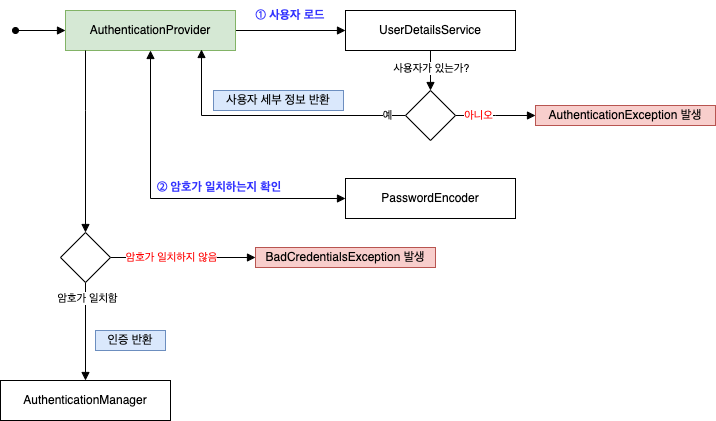 AuthenticationProvider
① 사용자 로드
UserDetailsService
사용자가 있는가?
사용자 세부 정보 반환
예
아니오
AuthenticationException 발생
② 암호가 일치하는지 확인
PasswordEncoder
암호가 일치하지 않음
BadCredentialsException 발생
암호가 일치함
인증 반환
AuthenticationManager